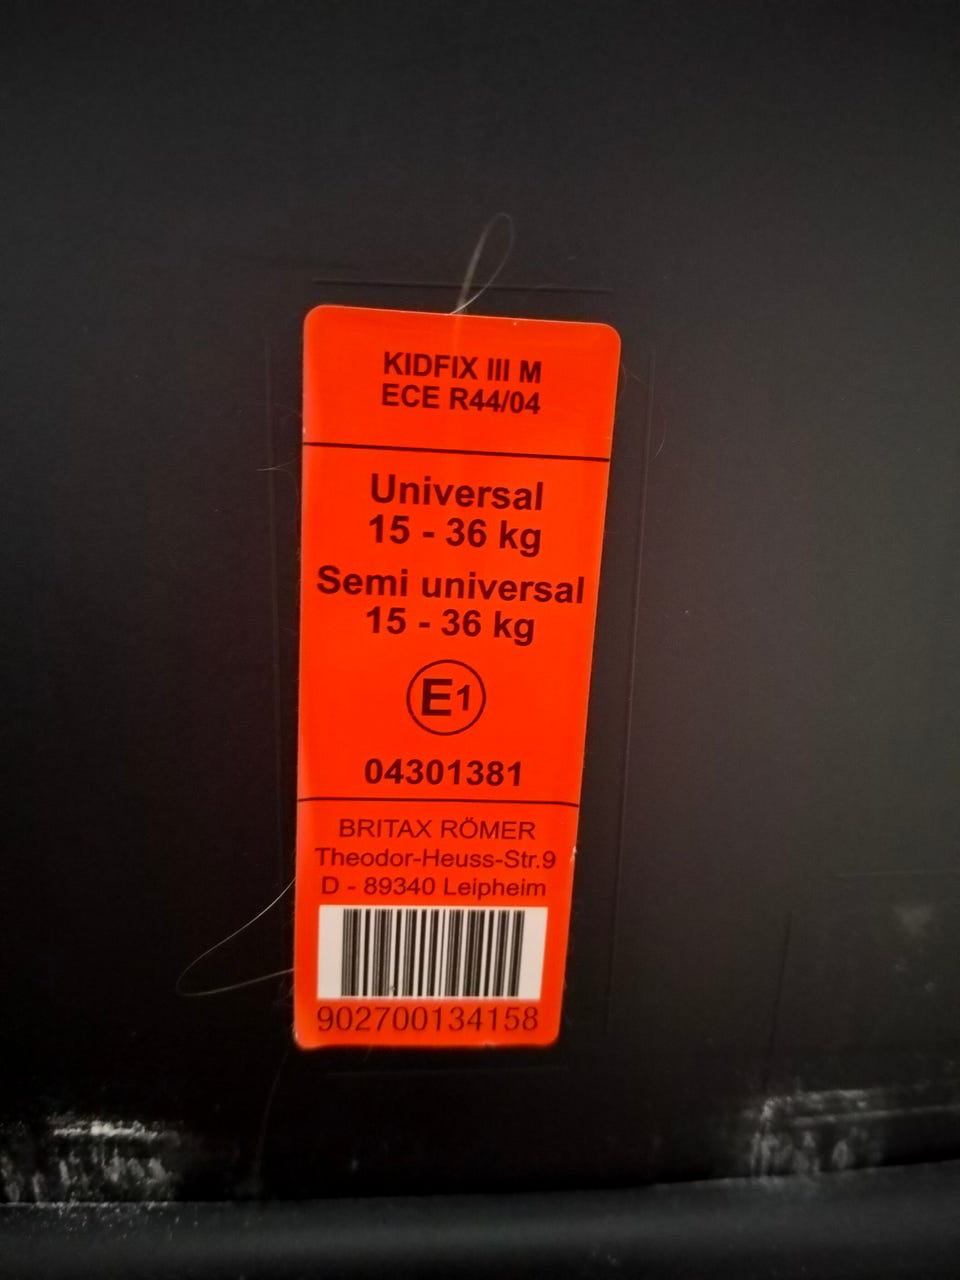 KIDFIX III M
ECE R44/04
Universal
15 - 36 kg
Semi universal
15 - 36 kg
E1
04301381
BRITAX RÖMER
Theodor-Heuss-Str.9
D - 89340 Leipheim
902700134158